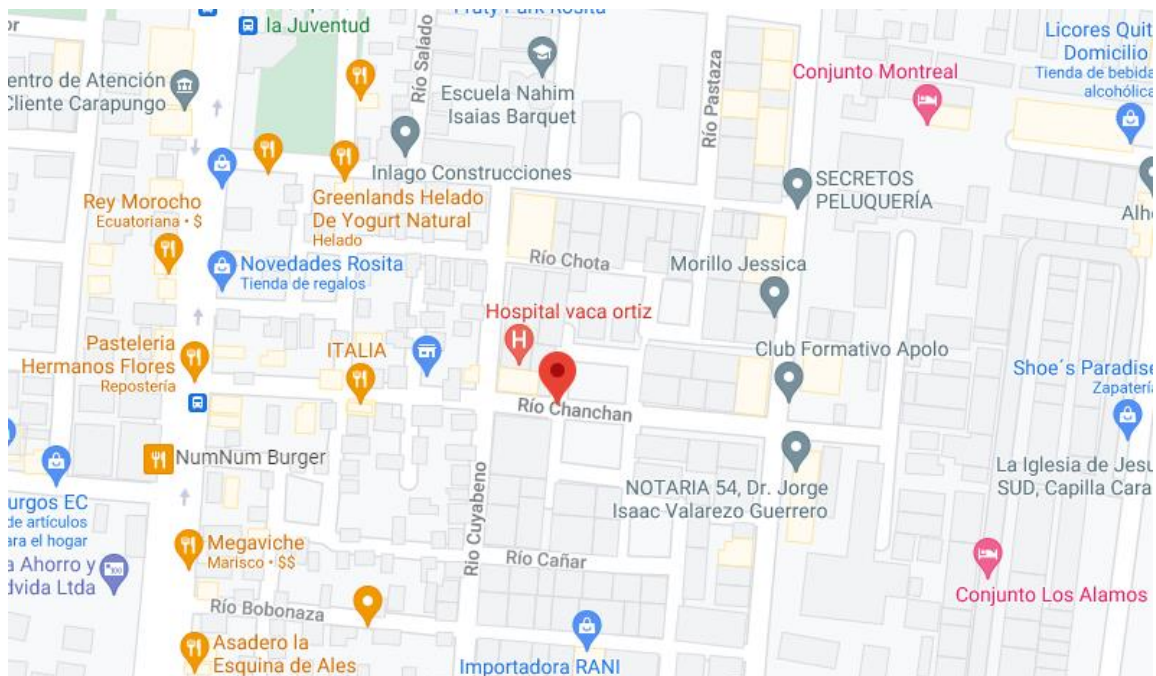 la Juventud
Río Salado
Praty Park Rosita
Licores Quit
Domicilio
Tienda de bebida
alcohólica
entro de Atención
Cliente Carapungo
Escuela Nahim
Isaias Barquet
Río Pastaza
Conjunto Montreal
Inlago Construcciones
SECRETOS
PELUQUERÍA
Rey Morocho
Ecuatoriana • $
Greenlands Helado
De Yogurt Natural
Helado
Alh
Río Chota
Morillo Jessica
Novedades Rosita
Tienda de regalos
Hospital vaca ortiz
H
Pasteleria
Hermanos Flores
Repostería
ITALIA
Club Formativo Apolo
Shoe´s Paradise
Zapatería
Río Chanchan
NumNum Burger
Río Cuyabeno
NOTARIA 54, Dr. Jorge
Isaac Valarezo Guerrero
La Iglesia de Jesu
SUD, Capilla Cara
urgos EC
de artículos
ara el hogar
Megaviche
Marisco • $$
Río Cañar
a Ahorro y
dvida Ltda
Conjunto Los Alamos
Río Bobonaza
Asadero la
Esquina de Ales
Importadora RANI